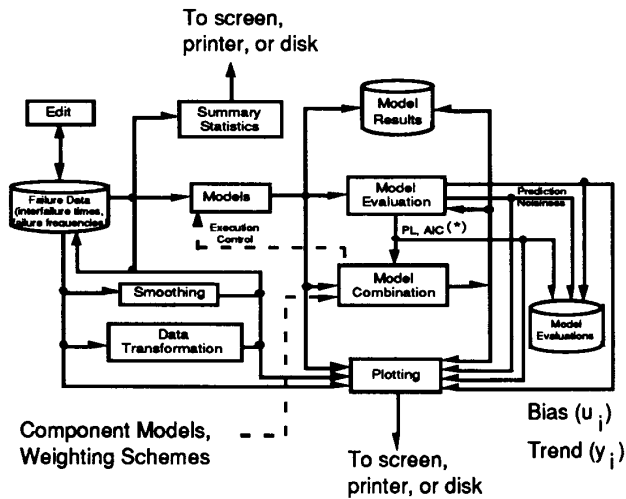 To screen,
printer, or disk
Edit
Summary
Statistics
Model
Results
Failure Data
(interfailure times,
failure frequencies)
Models
Model
Evaluation
Prediction
Noisiness
Execution
Control
PL, AIC (*)
Smoothing
Model
Combination
Data
Transformation
Model
Evaluations
Plotting
Bias (u i)
Trend (y i)
Component Models,
Weighting Schemes
To screen,
printer, or disk